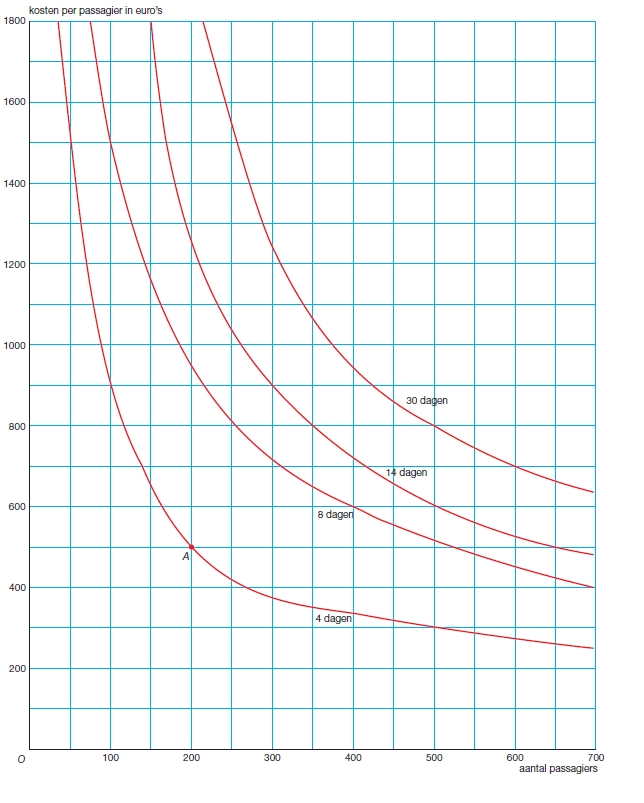 kosten per passagier in euro's
1800
1600
1400
1200
1000
30 dagen
800
14 dagen
600
8 dagen
A
400
4 dagen
200
O
100 200 300 400 500 600 700
aantal passagiers